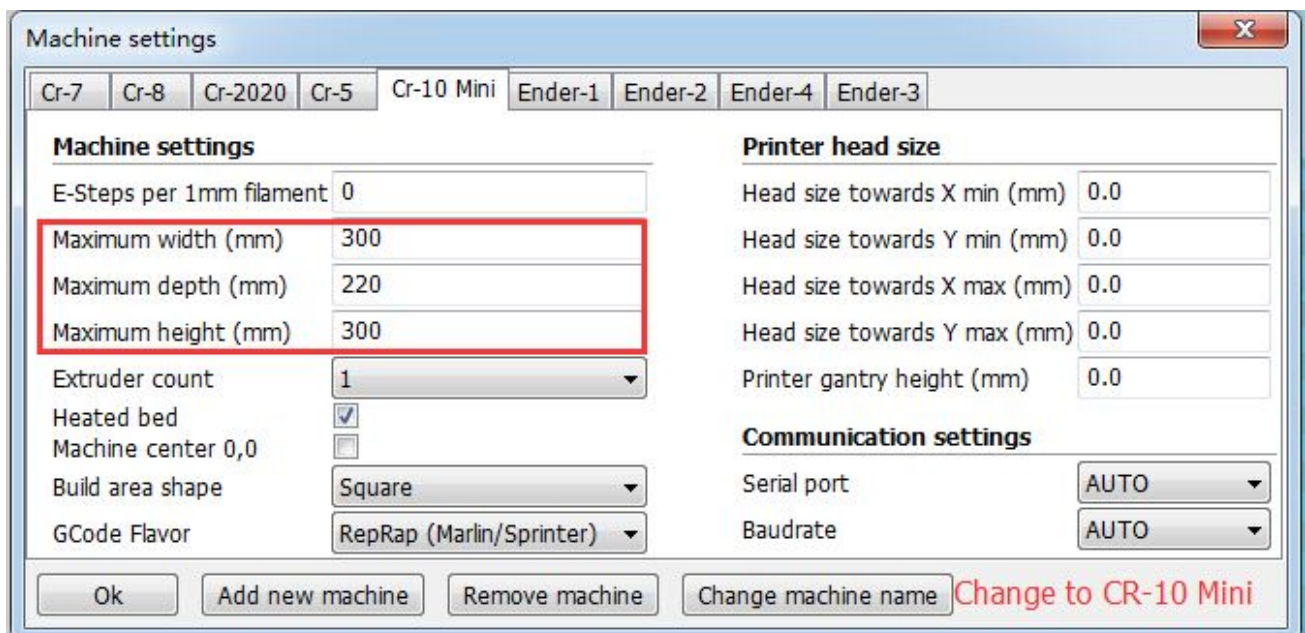 Machine settings
Cr-7 Cr-8 Cr-2020 Cr-5 Cr-10 Mini Ender-1 Ender-2 Ender-4 Ender-3
Machine settings
E-Steps per 1mm filament 0
Maximum width (mm) 300
Maximum depth (mm) 220
Maximum height (mm) 300
Extruder count 1
Heated bed
Machine center 0,0
Build area shape Square
GCode Flavor RepRap (Marlin/Sprinter)
Printer head size
Head size towards X min (mm) 0.0
Head size towards Y min (mm) 0.0
Head size towards X max (mm) 0.0
Head size towards Y max (mm) 0.0
Printer gantry height (mm) 0.0
Communication settings
Serial port AUTO
Baudrate AUTO
Ok Add new machine Remove machine Change machine name Change to CR-10 Mini